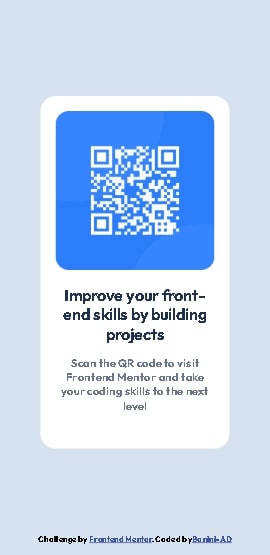 Improve your front-
end skills by building
projects
Scan the QR code to visit
Frontend Mentor and take
your coding skills to the next
level
Challenge by Frontend Mentor. Coded by Bonini-AD